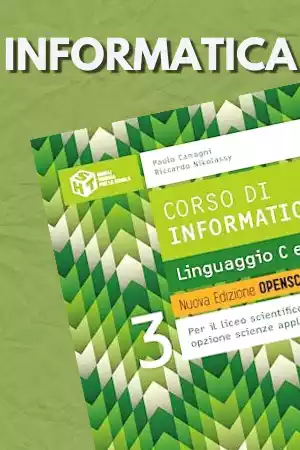 INFORMATICA
Paolo Camagni
Riccardo Nikolassy
CORSO DI
INFORMATIC
Linguaggio C e
Nuova Edizione OPENSC
3
Per il liceo scientifico
opzione scienze appl